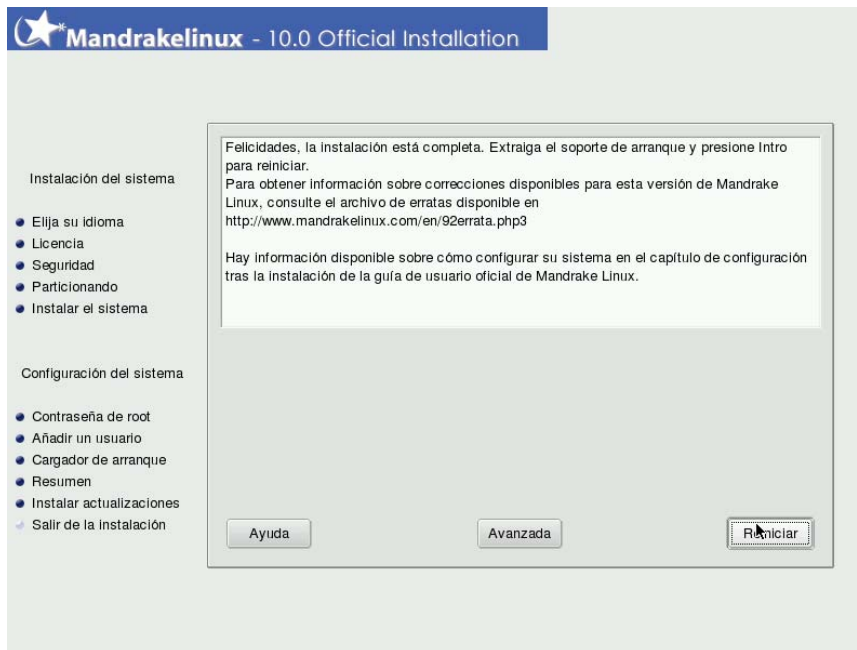 Mandrakelinux - 10.0 Official Installation
Instalación del sistema
Elija su idioma
Licencia
Seguridad
Particionando
Instalar el sistema
Configuración del sistema
Contraseña de root
Añadir un usuario
Cargador de arranque
Resumen
Instalar actualizaciones
Salir de la instalación
Felicidades, la instalación está completa. Extraiga el soporte de arranque y presione Intro
para reiniciar.
Para obtener información sobre correcciones disponibles para esta versión de Mandrake
Linux, consulte el archivo de erratas disponible en
http://www.mandrakelinux.com/en/92errata.php3
Hay información disponible sobre cómo configurar su sistema en el capítulo de configuración
tras la instalación de la guía de usuario oficial de Mandrake Linux.
Ayuda
Avanzada
Reiniciar